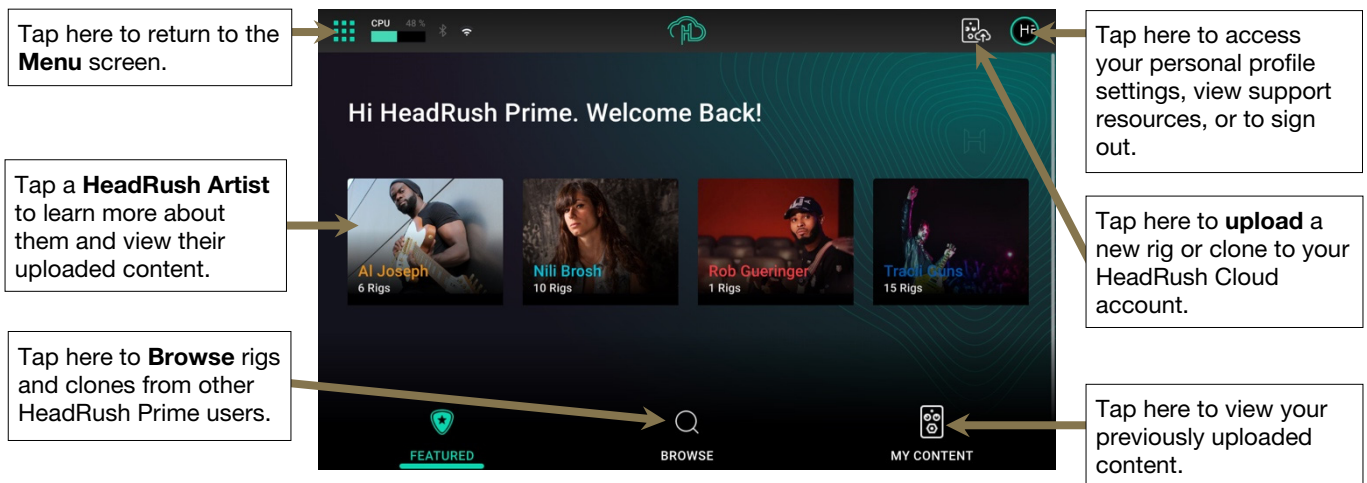 Tap here to return to the
Menu screen.
Tap a HeadRush Artist
to learn more about
them and view their
uploaded content.
Tap here to Browse rigs
and clones from other
HeadRush Prime users.
CPU 48 %
Hi HeadRush Prime. Welcome Back!
Al Joseph
6 Rigs
Nili Brosh
10 Rigs
Rob Gueringer
1 Rigs
Tracii Guns
15 Rigs
FEATURED
BROWSE
MY CONTENT
Tap here to access
your personal profile
settings, view support
resources, or to sign
out.
Tap here to upload a
new rig or clone to your
HeadRush Cloud
account.
Tap here to view your
previously uploaded
content.